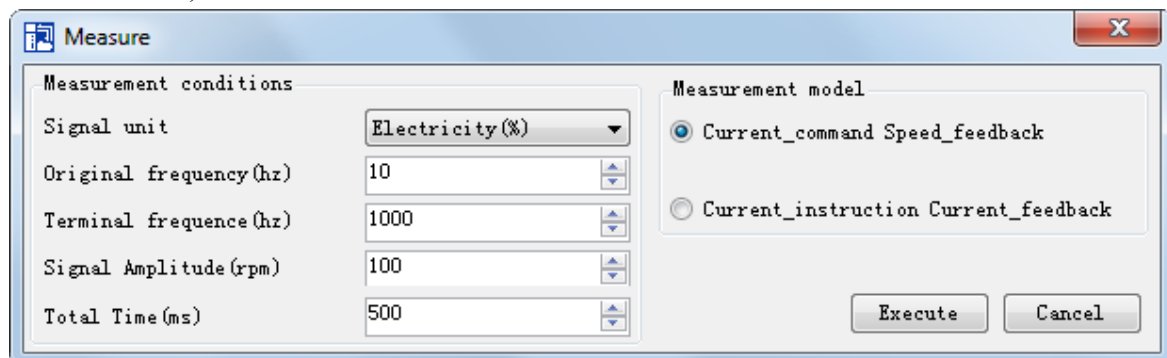 Measure
Measurement conditions
Signal unit Electricity(%)
Original frequency(hz) 10
Terminal frequence(hz) 1000
Signal Amplitude(rpm) 100
Total Time(ms) 500
Measurement model
Current_command Speed_feedback
Current_instruction Current_feedback
Execute Cancel